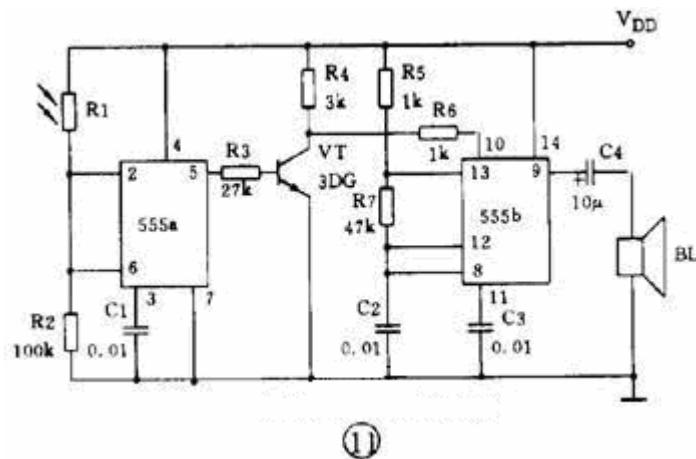 V_DD
R4
3k
R5
1k
R6
1k
R1
4
10
14
C4
2
5
R3
27k
VT
3DG
13
9
+
10μ
555a
R7
47k
555b
12
BL
6
8
3
7
11
R2
100k
C1
0.01
C2
0.01
C3
0.01
11